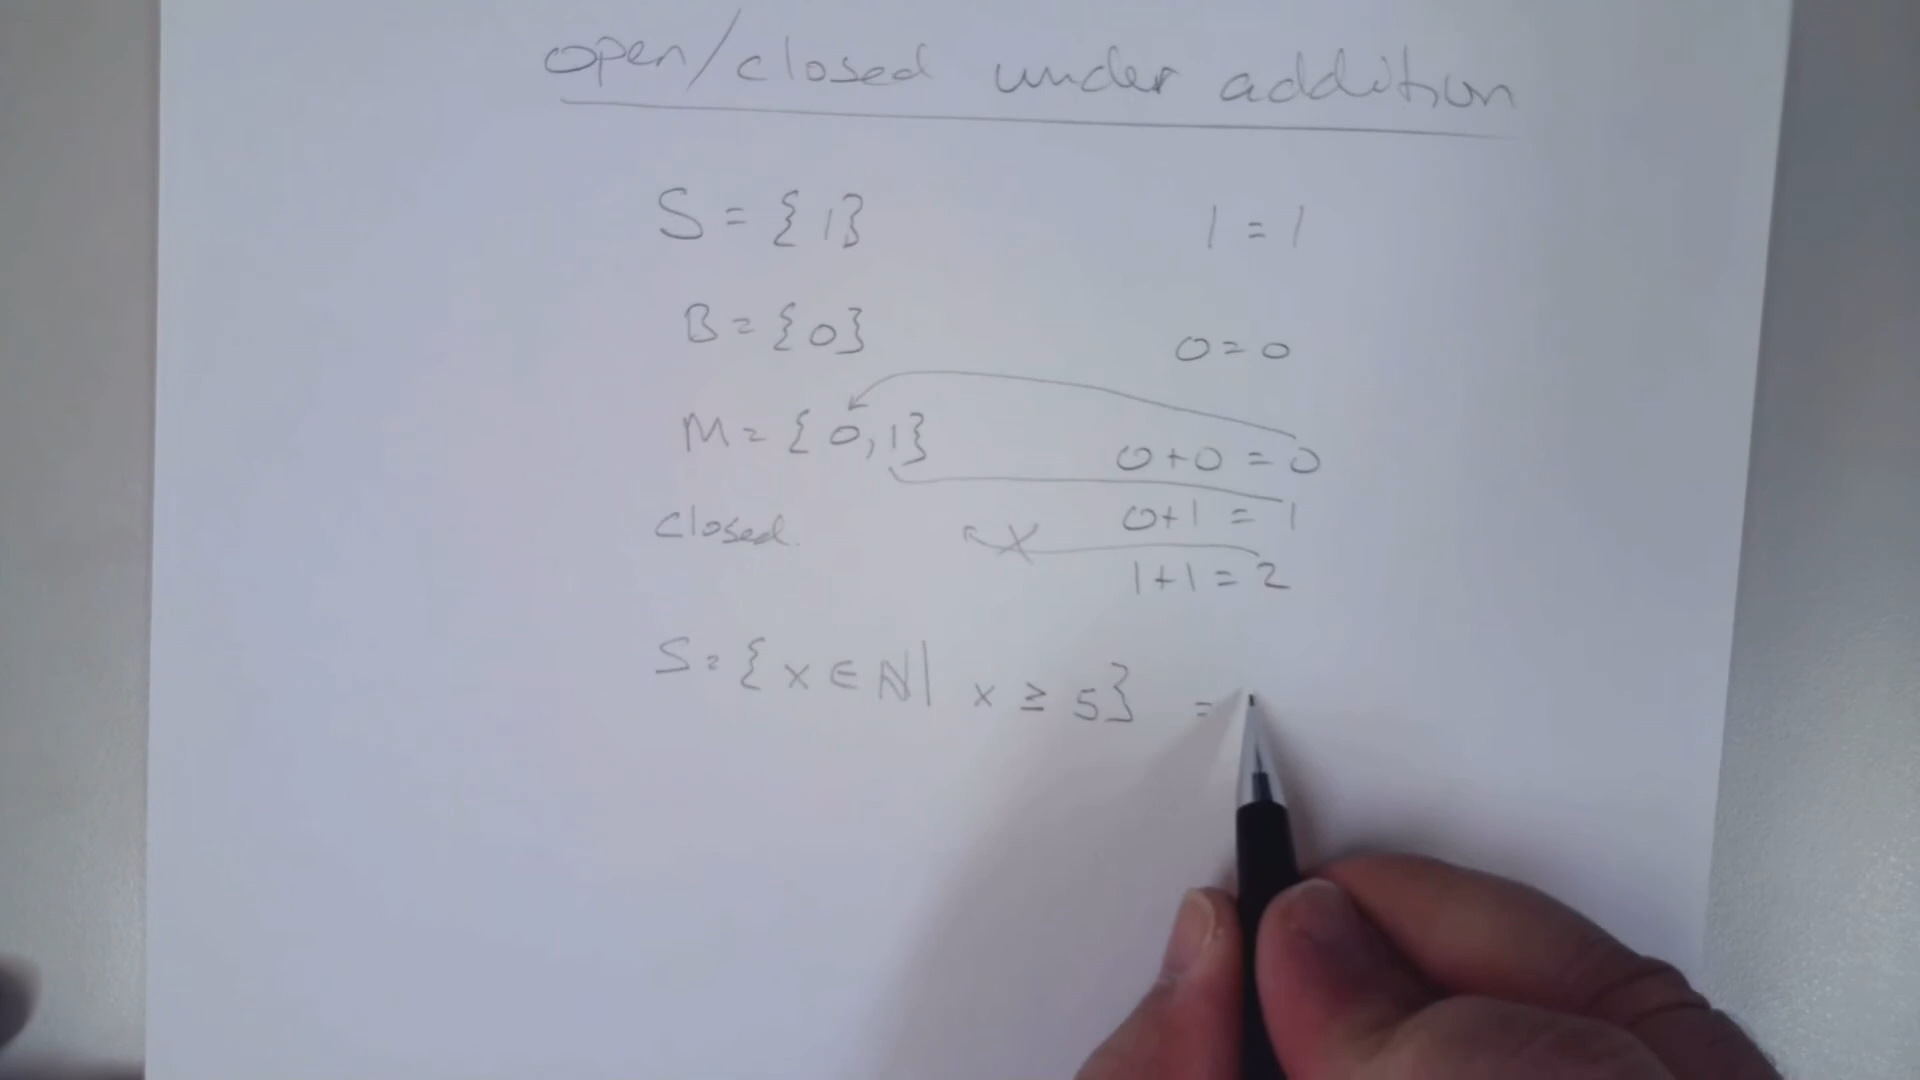 open/closed under addition
S = {1} 1 = 1
B = {0} 0 = 0
M = {0,1} 0+0 = 0
0+1 = 1
closed.
1+1 = 2
S = {x ∈ ℕ| x ≥ 5} =